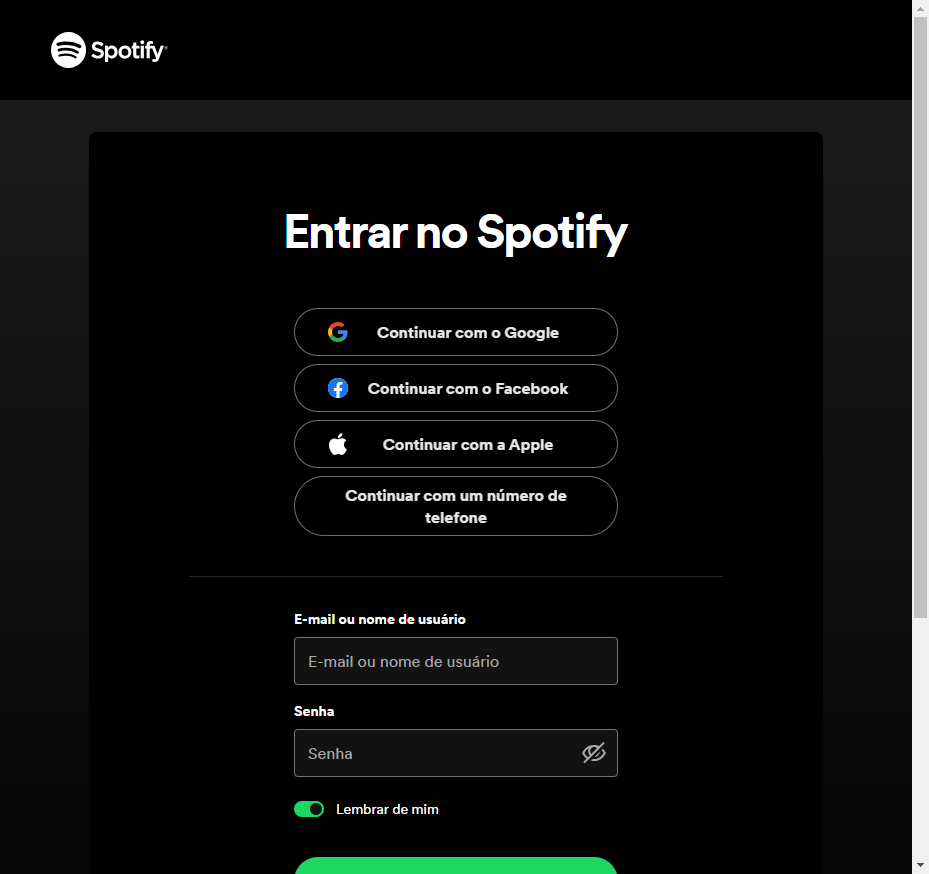 Spotify
Entrar no Spotify
Continuar com o Google
Continuar com o Facebook
Continuar com a Apple
Continuar com um número de
telefone
E-mail ou nome de usuário
E-mail ou nome de usuário
Senha
Senha
Lembrar de mim